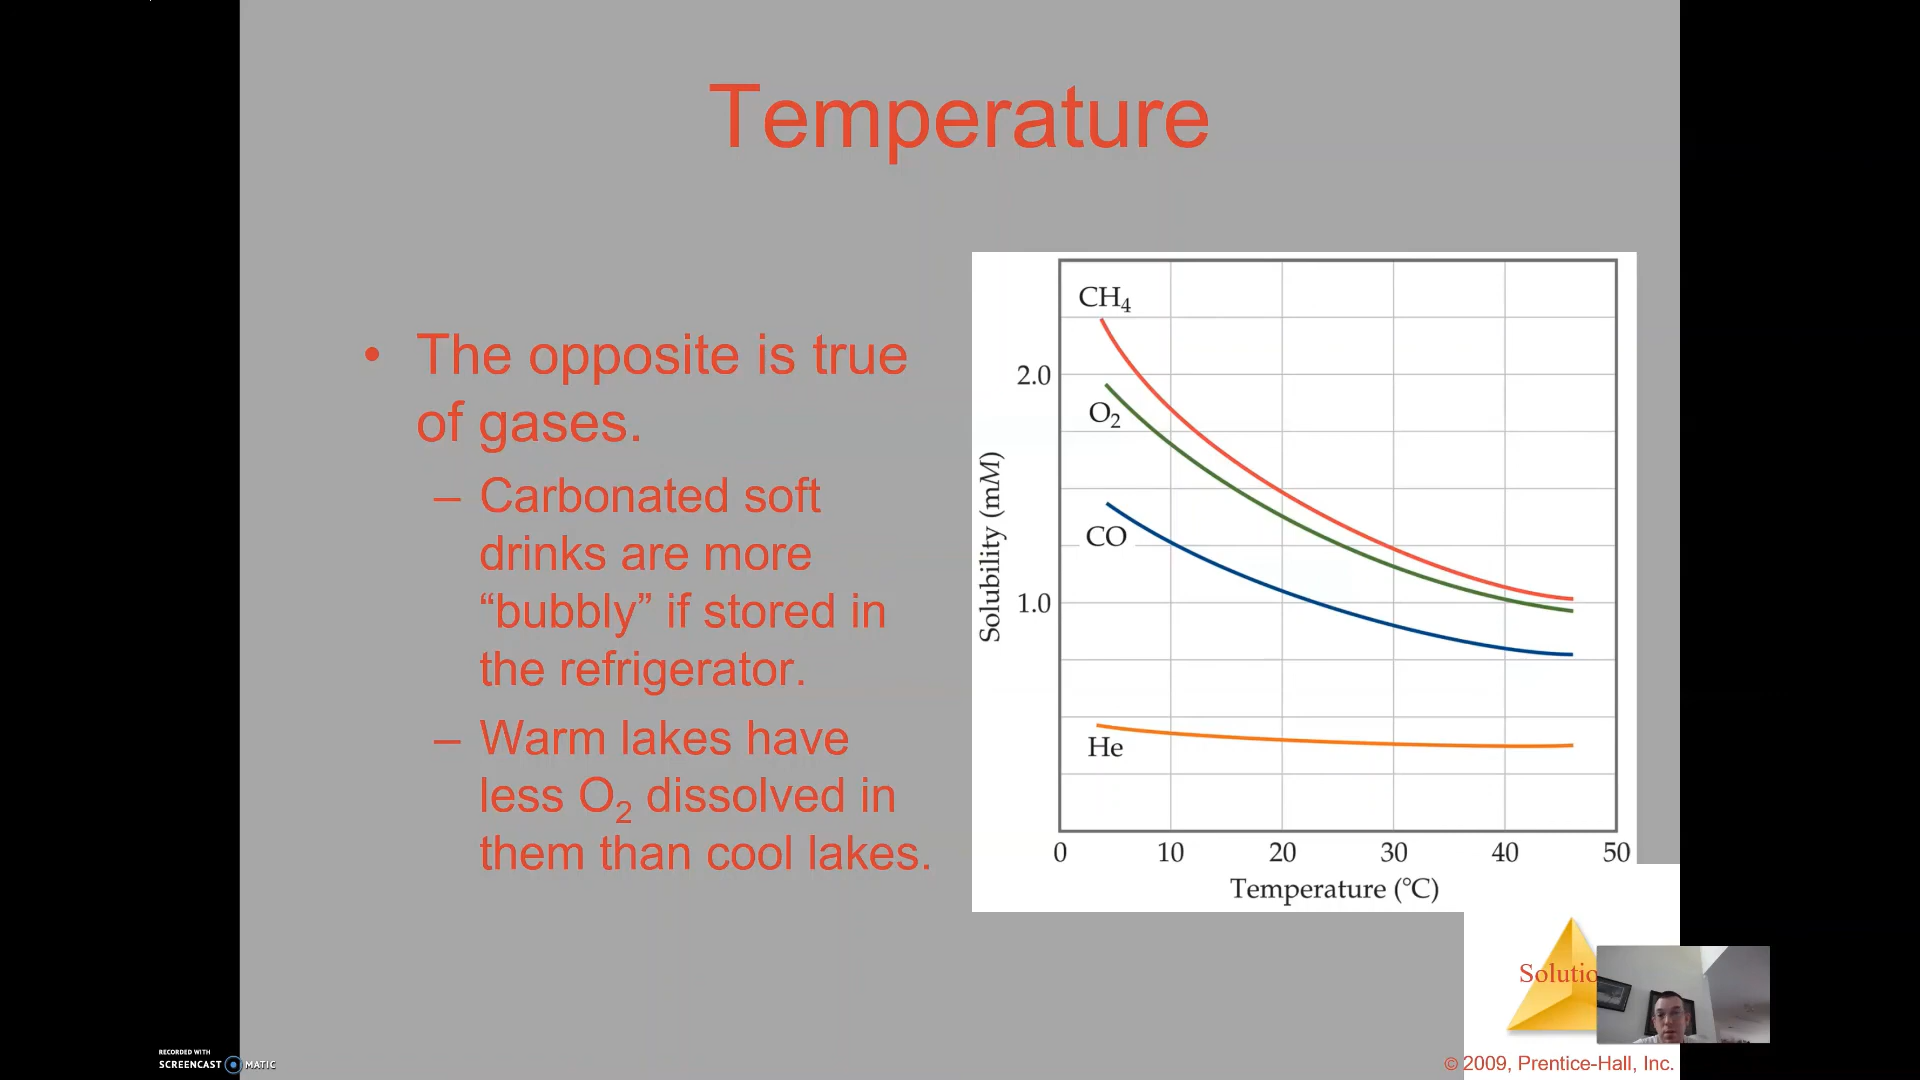 Temperature
• The opposite is true
of gases.
– Carbonated soft
drinks are more
“bubbly” if stored in
the refrigerator.
– Warm lakes have
less O₂ dissolved in
them than cool lakes.
CH₄
2.0
O₂
CO
Solubility (mM)
1.0
He
0 10 20 30 40 50
Temperature (°C)
Solutio
© 2009, Prentice-Hall, Inc.
RECORDED WITH
SCREENCAST MATIC